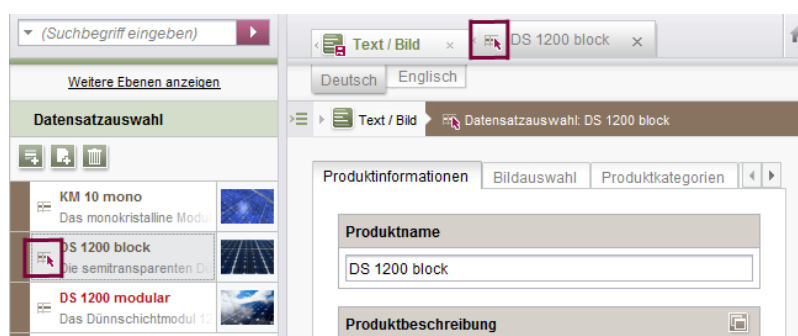 (Suchbegriff eingeben)
Weitere Ebenen anzeigen
Datensatzauswahl
KM 10 mono
Das monokristalline Modu
DS 1200 block
Die semitransparenten D
DS 1200 modular
Das Dünnschichtmodul 12
Text / Bild
DS 1200 block
Deutsch
Englisch
Text / Bild
Datensatzauswahl: DS 1200 block
Produktinformationen
Bildauswahl
Produktkategorien
Produktname
DS 1200 block
Produktbeschreibung